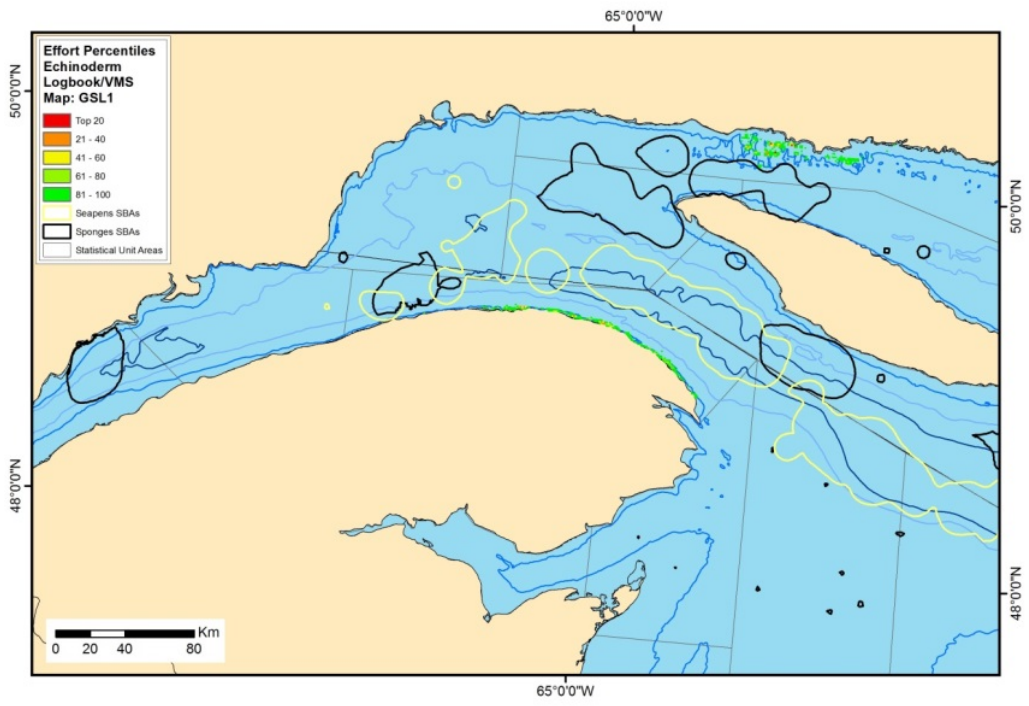 65°0'0"W
Effort Percentiles
Echinoderm
Logbook/VMS
Map: GSL1
Top 20
21 - 40
41 - 60
61 - 80
81 - 100
Seapens SBAs
Sponges SBAs
Statistical Unit Areas
50°0'0"N
50°0'0"N
48°0'0"N
48°0'0"N
Km
0 20 40 80
65°0'0"W